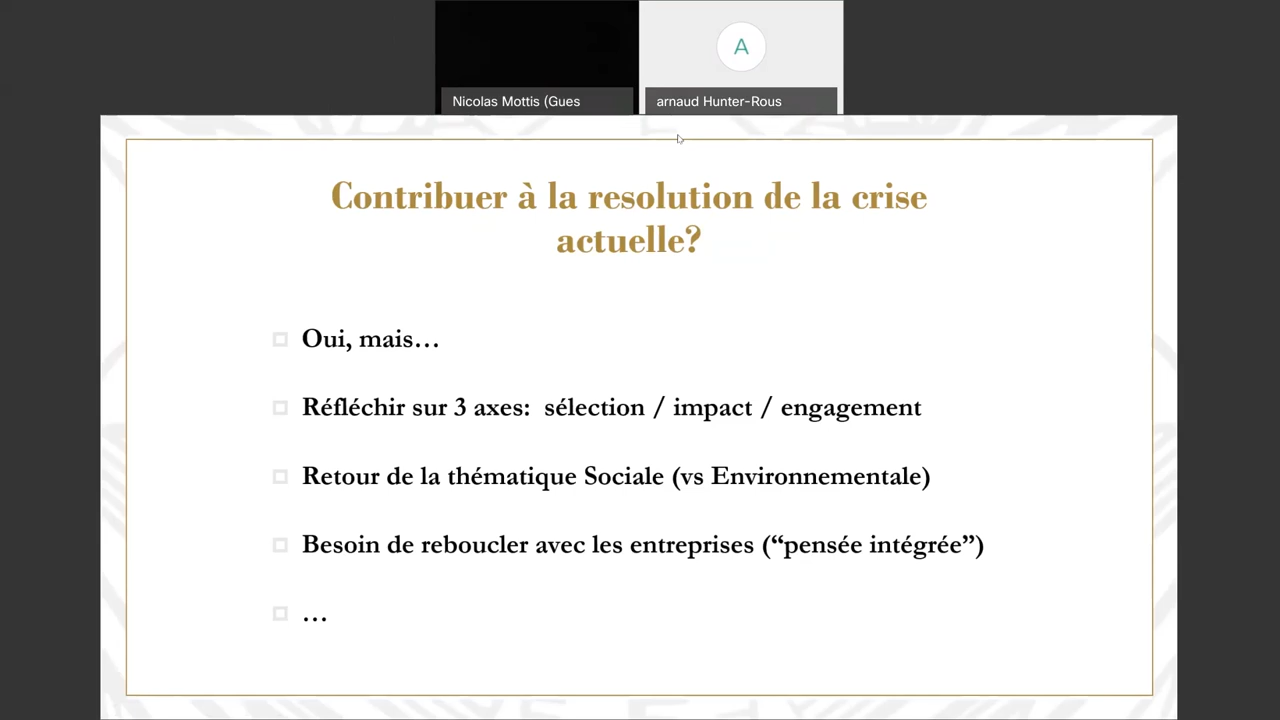 Nicolas Mottis (Gues
A
arnaud Hunter-Rous
Contribuer à la resolution de la crise
actuelle?
Oui, mais…
Réfléchir sur 3 axes: sélection / impact / engagement
Retour de la thématique Sociale (vs Environnementale)
Besoin de reboucler avec les entreprises (“pensée intégrée”)
…